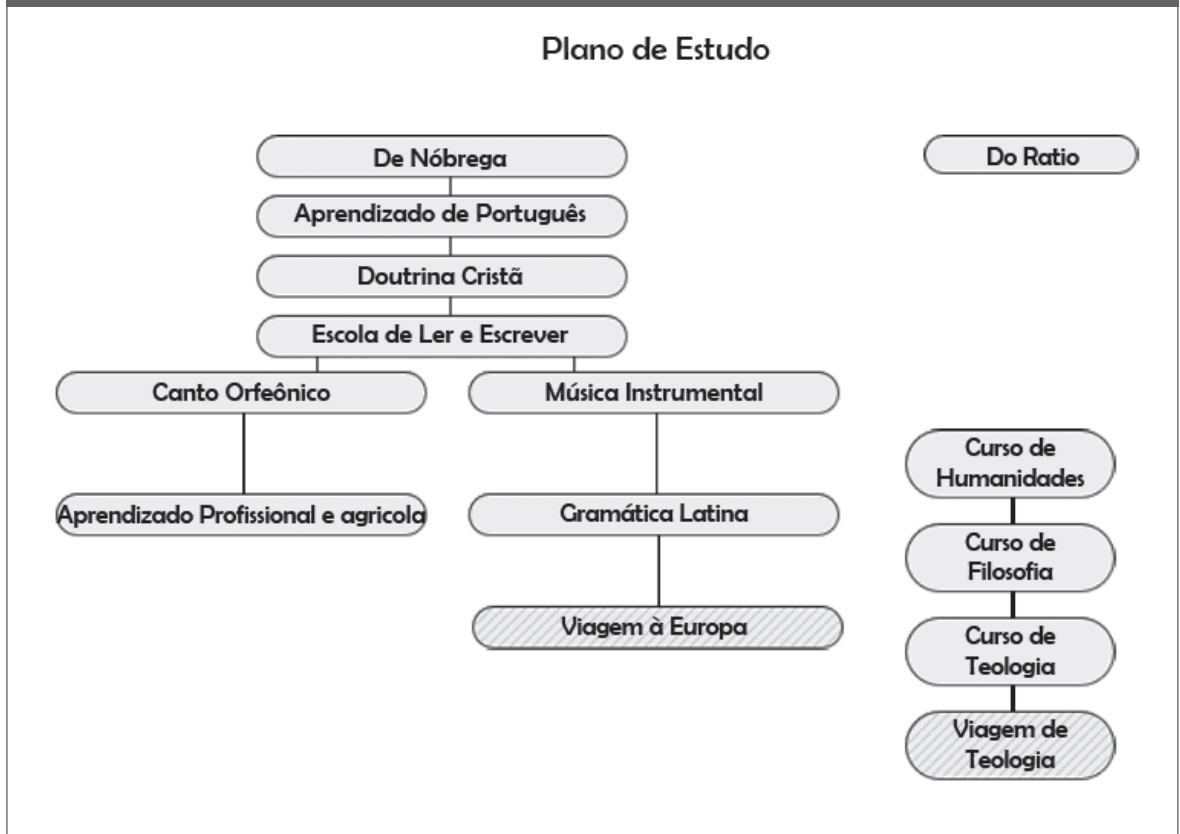 Plano de Estudo
De Nóbrega
Do Ratio
Aprendizado de Português
Doutrina Cristã
Escola de Ler e Escrever
Canto Orfeônico
Música Instrumental
Aprendizado Profissional e agricola
Gramática Latina
Viagem à Europa
Curso de
Humanidades
Curso de
Filosofia
Curso de
Teologia
Viagem de
Teologia